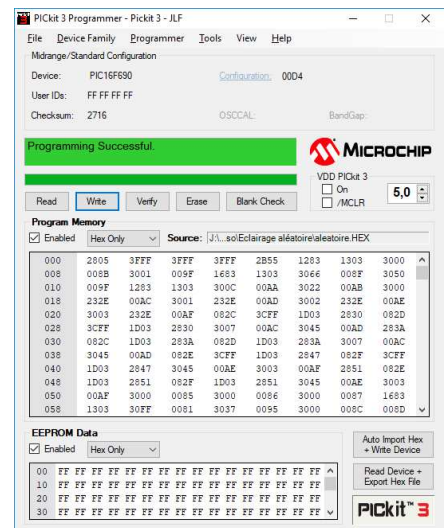 PICkit 3 Programmer - Pickit 3 - JLF
File Device Family Programmer Tools View Help
Midrange/Standard Configuration
Device: PIC16F690 Configuration: 00D4
User IDs: FF FF FF FF
Checksum: 2716 OSCCAL: BandGap:
Programming Successful.
MICROCHIP
VDD PICkit 3
On
/MCLR
5,0
Read Write Verify Erase Blank Check
Program Memory
Enabled Hex Only Source: J:\...so\Eclairage aléatoire\aleatoire.HEX
000 2805 3FFF 3FFF 3FFF 2B55 1283 1303 3000
008 008B 3001 009F 1683 1303 3066 008F 3050
010 009F 1283 1303 300C 00AA 3022 00AB 3000
018 232E 00AC 3001 232E 00AD 3002 232E 00AE
020 3003 232E 00AF 082C 3CFF 1D03 2830 082D
028 3CFF 1D03 2830 3007 00AC 3045 00AD 283A
030 082C 1D03 283A 082D 1D03 283A 3007 00AC
038 3045 00AD 082E 3CFF 1D03 2847 082F 3CFF
040 1D03 2847 3045 00AE 3003 00AF 2851 082E
048 1D03 2851 082F 1D03 2851 3045 00AE 3003
050 00AF 3000 0085 3000 0086 3000 0087 1683
058 1303 30FF 0081 3037 0095 3000 008C 008D
EEPROM Data
Enabled Hex Only
Auto Import Hex
+ Write Device
00 FF FF FF FF FF FF FF FF FF FF FF FF FF FF FF FF
10 FF FF FF FF FF FF FF FF FF FF FF FF FF FF FF FF
20 FF FF FF FF FF FF FF FF FF FF FF FF FF FF FF FF
30 FF FF FF FF FF FF FF FF FF FF FF FF FF FF FF FF
Read Device +
Export Hex File
PICkit 3